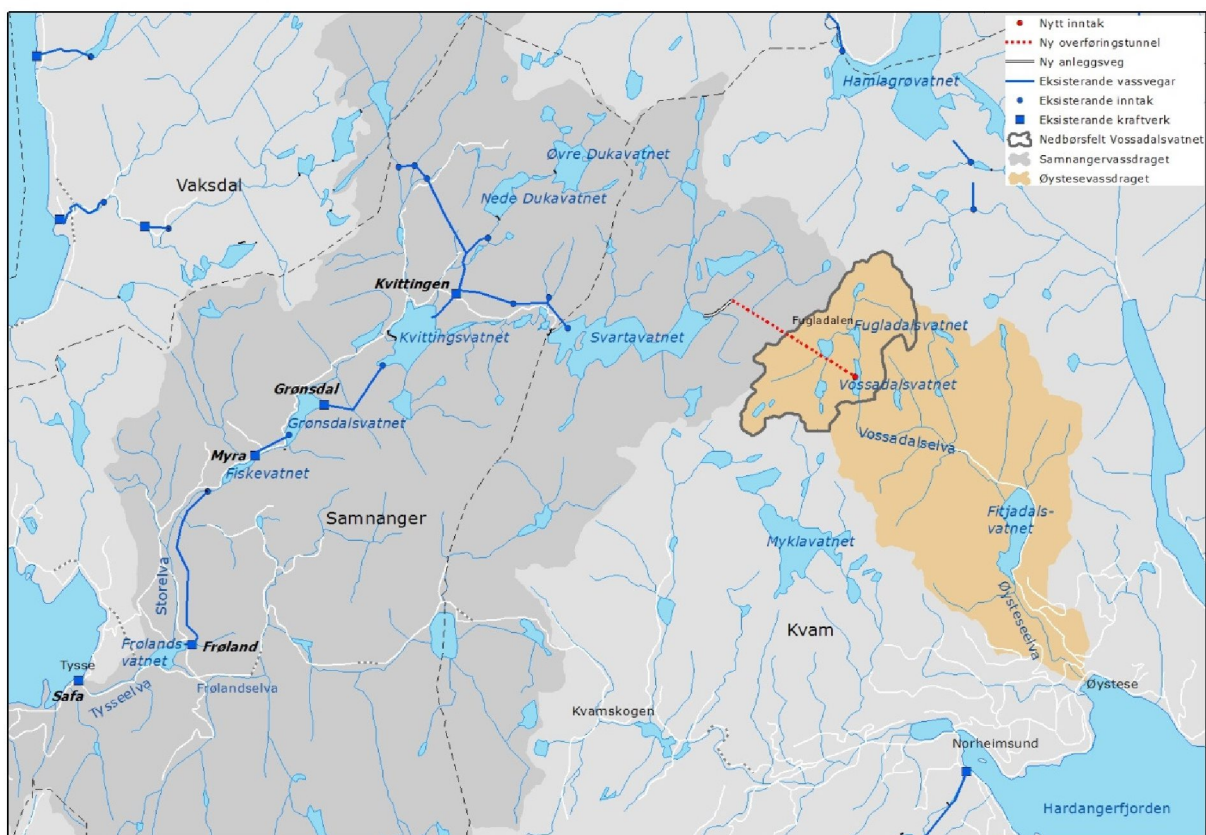 Nytt inntak
Ny overføringstunnel
Ny anleggsveg
Eksisterande vassvegar
Eksisterande inntak
Eksisterande kraftverk
Nedbørsfelt Vossadalsvatnet
Samnangervassdraget
Øystesevassdraget
Hamlagrøvatnet
Øvre Dukavatnet
Vaksdal
Nede Dukavatnet
Kvittingen
Fugladalen
Fugladalsvatnet
Kvittingsvatnet
Svartavatnet
Grønsdal
Vossadalsvatnet
Grønsdalsvatnet
Vossadalselva
Myra
Fiskevatnet
Samnanger
Fitjadals-
vatnet
Myklavatnet
Storelva
Øysteseelva
Kvam
Frølands-
vatnet
Frøland
Tysse
Safa
Tysseelva
Frølandselva
Øystese
Kvamskogen
Norheimsund
Hardangerfjorden